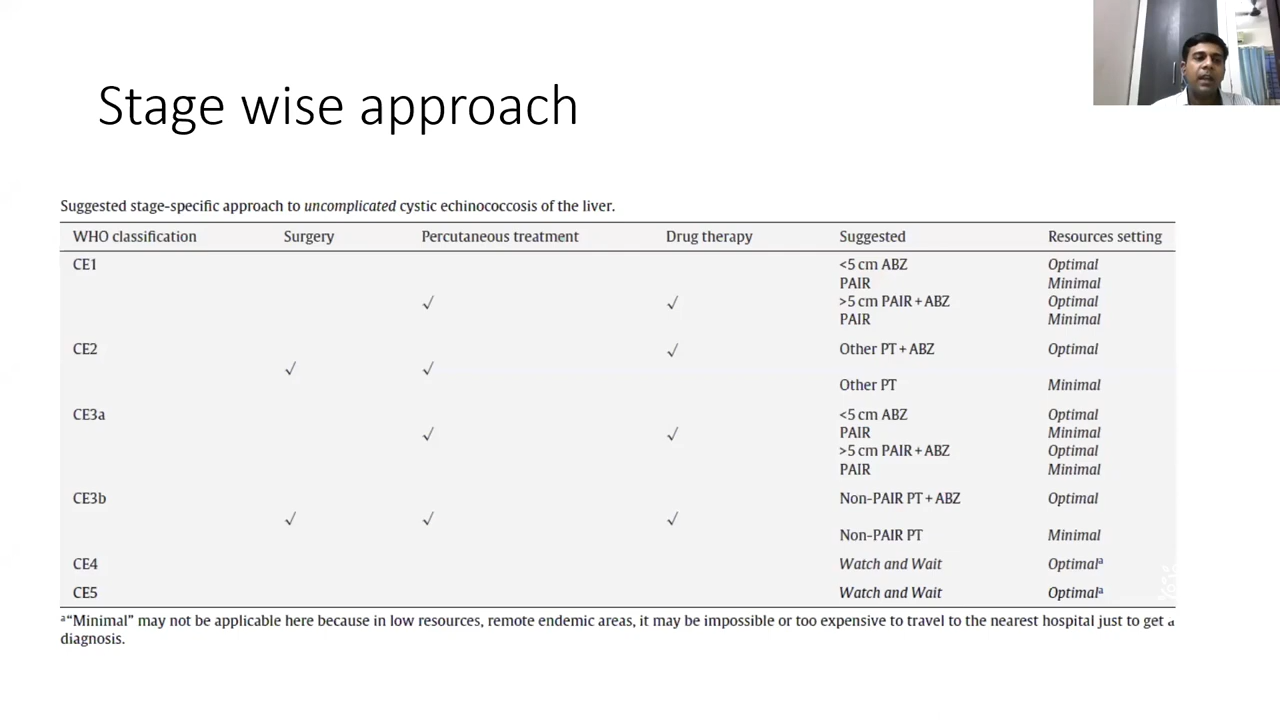 Stage wise approach
Suggested stage-specific approach to uncomplicated cystic echinococcosis of the liver.
WHO classification Surgery Percutaneous treatment Drug therapy Suggested Resources setting
CE1 <5 cm ABZ Optimal
PAIR Minimal
√ √ >5 cm PAIR + ABZ Optimal
PAIR Minimal
CE2 √ Other PT + ABZ Optimal
√ √
Other PT Minimal
CE3a <5 cm ABZ Optimal
√ √ PAIR Minimal
>5 cm PAIR + ABZ Optimal
PAIR Minimal
CE3b Non-PAIR PT + ABZ Optimal
√ √ √
Non-PAIR PT Minimal
CE4 Watch and Wait Optimalᵃ
CE5 Watch and Wait Optimalᵃ
ᵃ"Minimal" may not be applicable here because in low resources, remote endemic areas, it may be impossible or too expensive to travel to the nearest hospital just to get a
diagnosis.